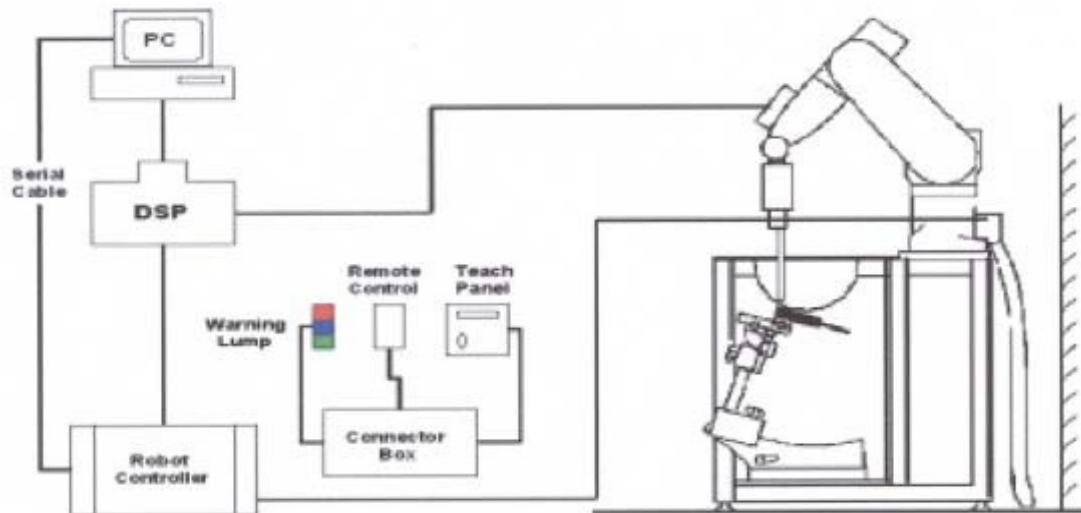 PC
Serial
Cable
DSP
Remote
Control
Teach
Panel
Warning
Lump
Connector
Box
Robot
Controller